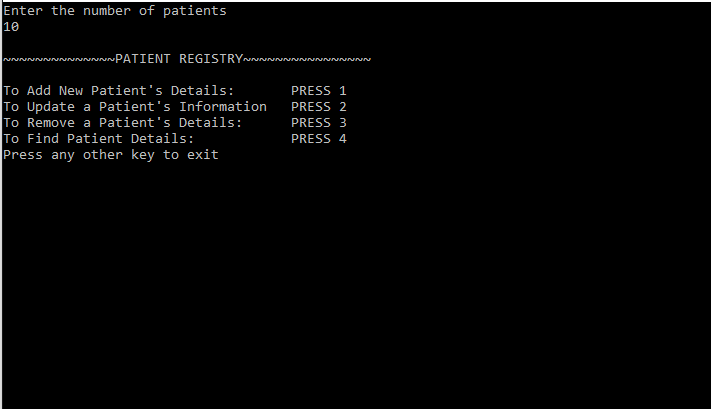 Enter the number of patients
10
~~~~~~~~~~~~~~PATIENT REGISTRY~~~~~~~~~~~~~~~~
To Add New Patient's Details:       PRESS 1
To Update a Patient's Information   PRESS 2
To Remove a Patient's Details:      PRESS 3
To Find Patient Details:            PRESS 4
Press any other key to exit